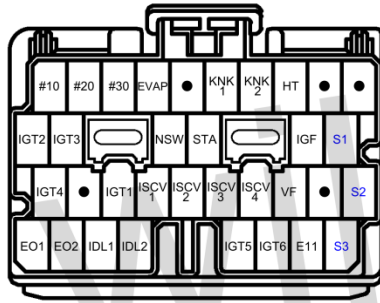 #10 #20 #30 EVAP KNK 1 KNK 2 HT
IGT2 IGT3 NSW STA IGF S1
IGT4 IGT1 ISCV 1 ISCV 2 ISCV 3 ISCV 4 VF S2
EO1 EO2 IDL1 IDL2 IGT5 IGT6 E11 S3